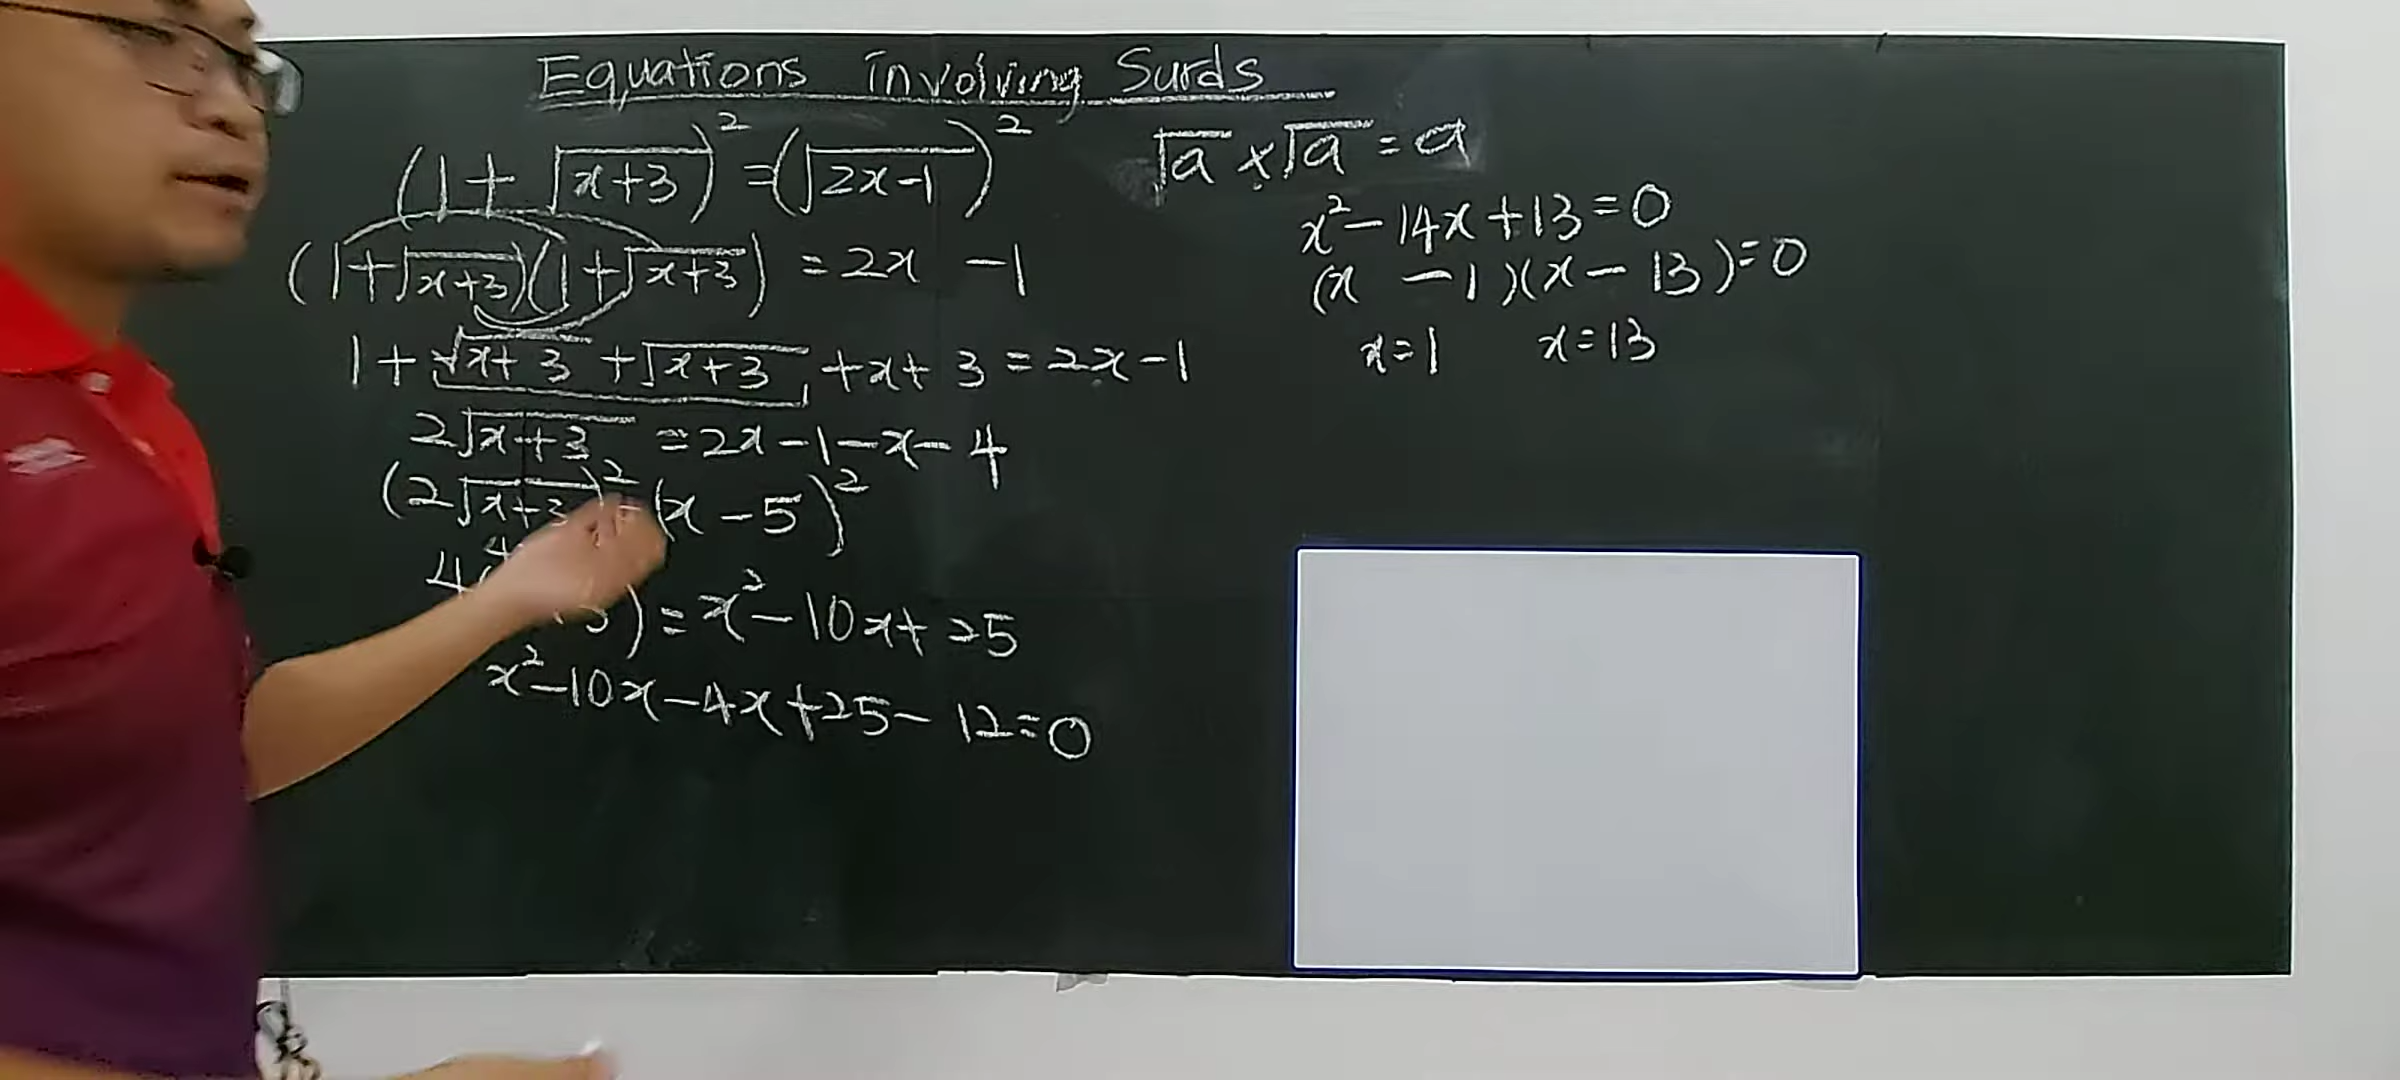 Equations involving Surds
(1+ √(x+3))² = (√(2x-1))²
(1+√(x+3))(1+√(x+3)) = 2x -1
1+ √(x+3) +√(x+3) +x+3 = 2x-1
2√(x+3) = 2x-1-x-4
(2√(x+3))² = (x-5)²
4 ) = x²-10x+25
x²-10x-4x+25-12=0
√a × √a = a
x²-14x+13=0
(x -1)(x-13)=0
x=1 x=13